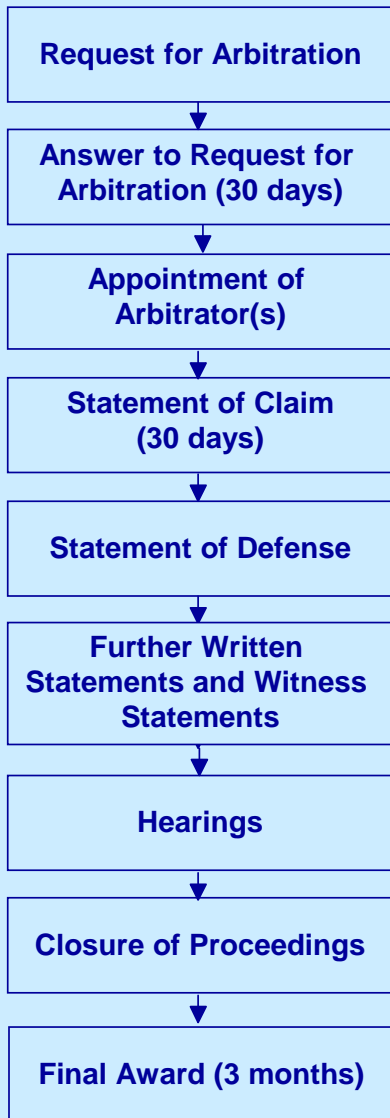 Request for Arbitration
Answer to Request for
Arbitration (30 days)
Appointment of
Arbitrator(s)
Statement of Claim
(30 days)
Statement of Defense
Further Written
Statements and Witness
Statements
Hearings
Closure of Proceedings
Final Award (3 months)